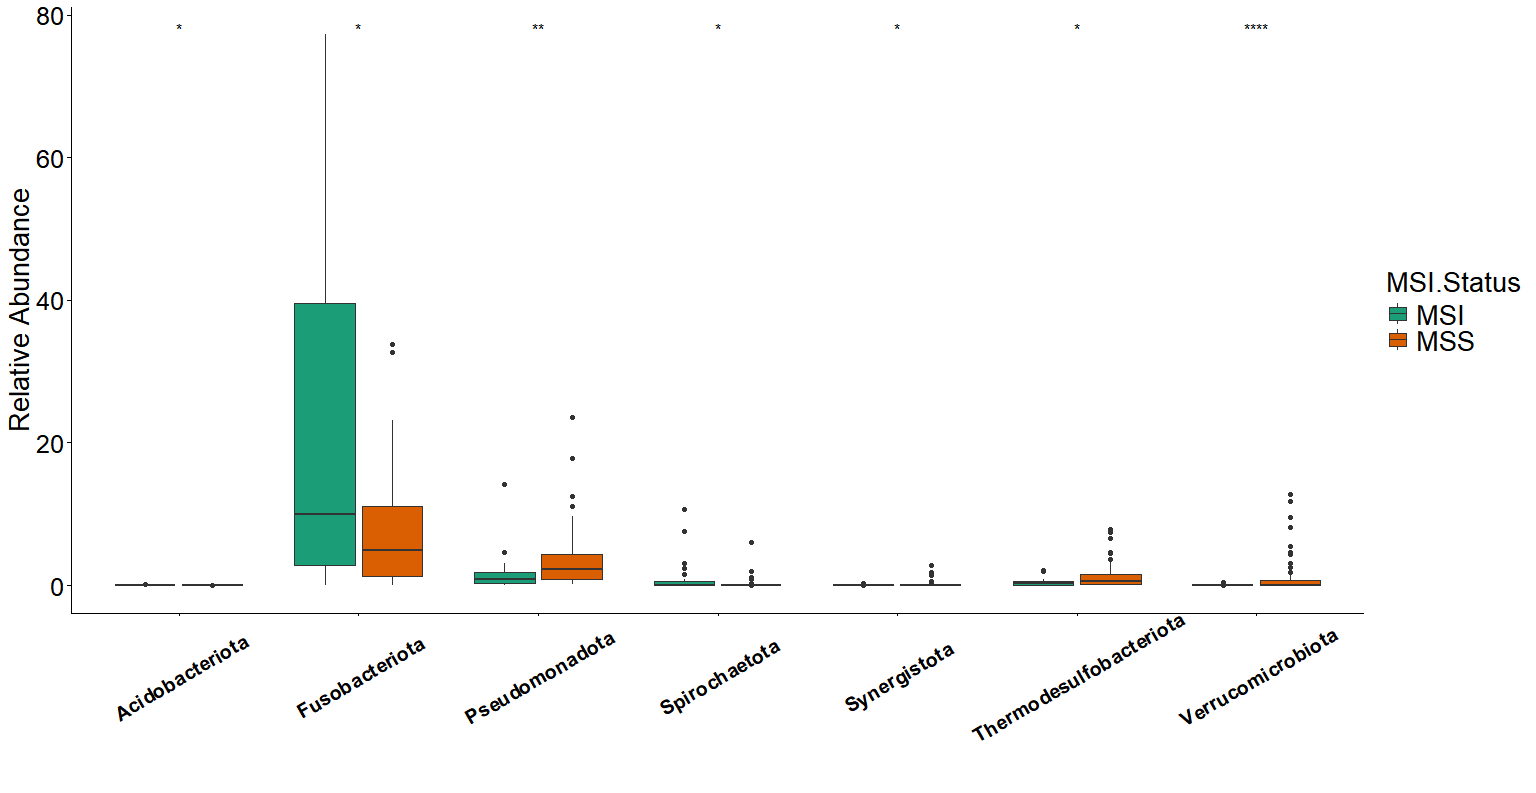 80
60
40
20
0
Relative Abundance
*
*
**
*
*
*
****
Acidobacteriota
Fusobacteriota
Pseudomonadota
Spirochaetota
Synergistota
Thermodesulfobacteriota
Verrucomicrobiota
MSI.Status
MSI
MSS